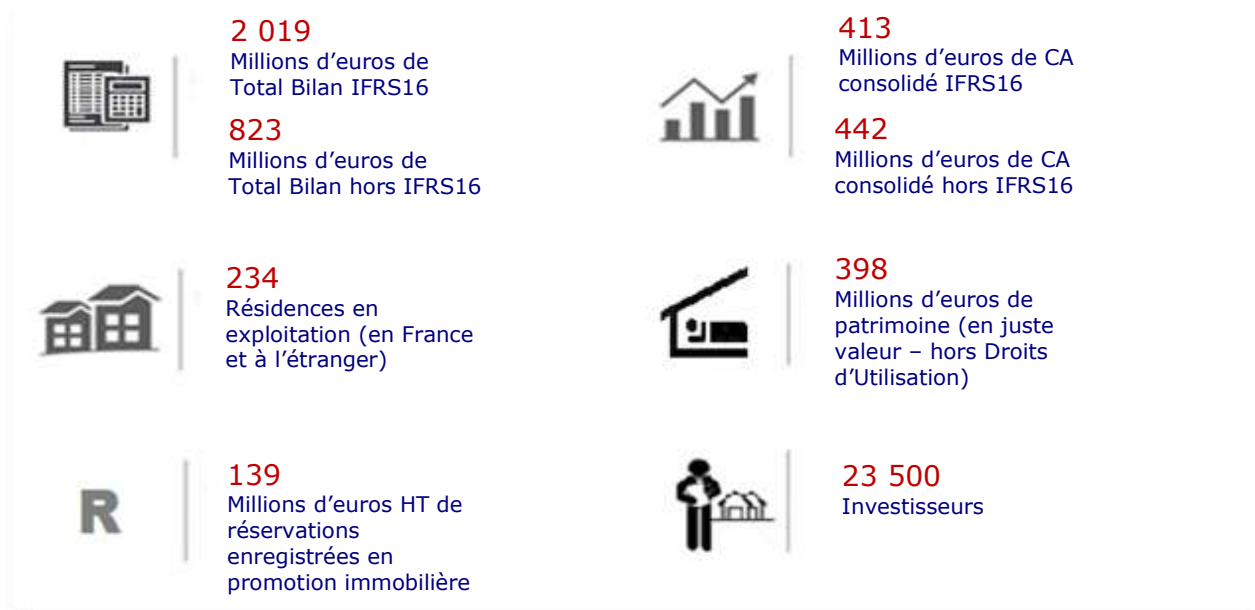 2 019
Millions d’euros de
Total Bilan IFRS16
823
Millions d’euros de
Total Bilan hors IFRS16
413
Millions d’euros de CA
consolidé IFRS16
442
Millions d’euros de CA
consolidé hors IFRS16
234
Résidences en
exploitation (en France
et à l’étranger)
398
Millions d’euros de
patrimoine (en juste
valeur – hors Droits
d’Utilisation)
R
139
Millions d’euros HT de
réservations
enregistrées en
promotion immobilière
23 500
Investisseurs